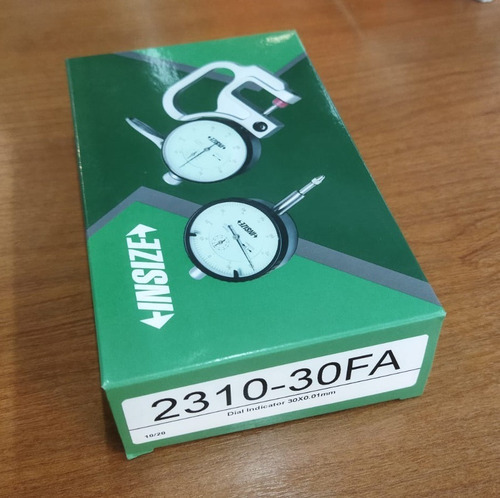 INSIZE
2310-30FA
Dial Indicator 30X0.01mm
10/20